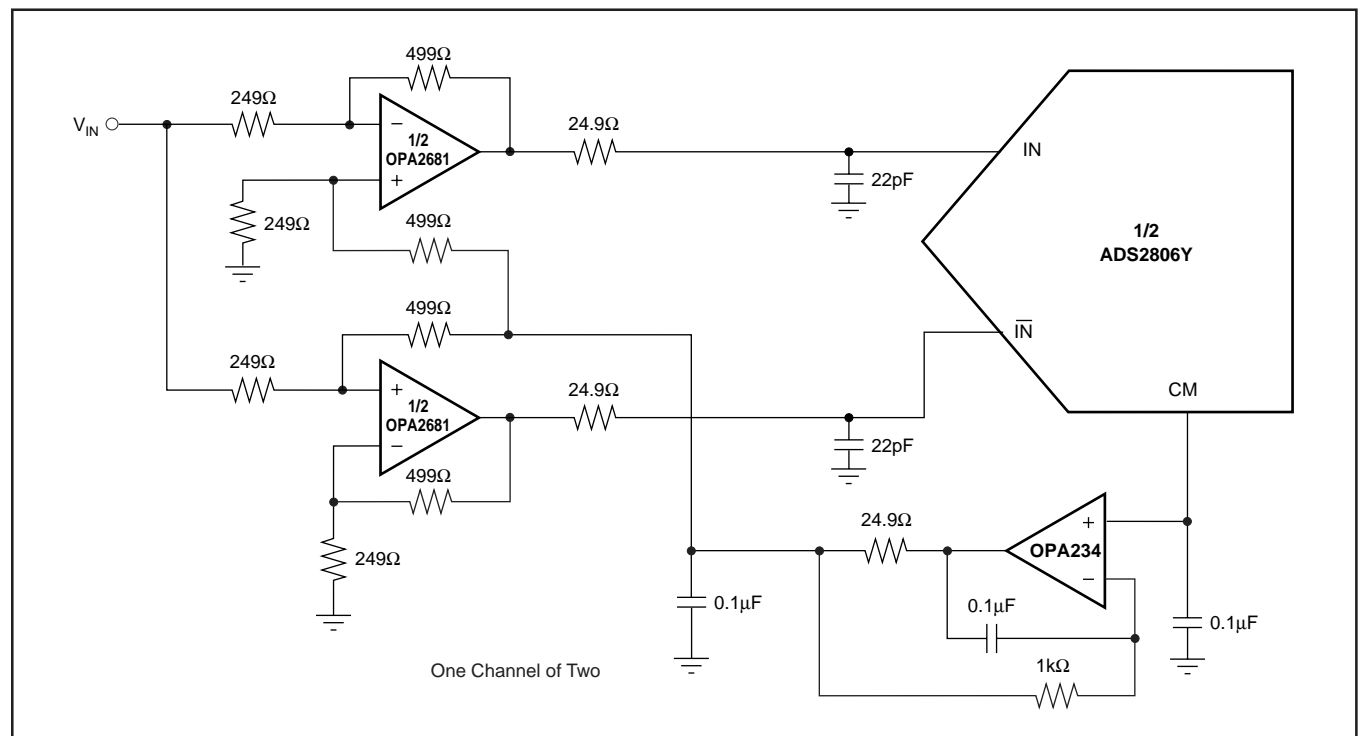 499Ω
249Ω
V_IN
−
1/2
OPA2681
+
24.9Ω
IN
22pF
249Ω
499Ω
1/2
ADS2806Y
499Ω
I̅N̅
249Ω
+
1/2
OPA2681
−
24.9Ω
CM
22pF
499Ω
249Ω
24.9Ω
+
OPA234
−
0.1µF
0.1µF
0.1µF
1kΩ
One Channel of Two